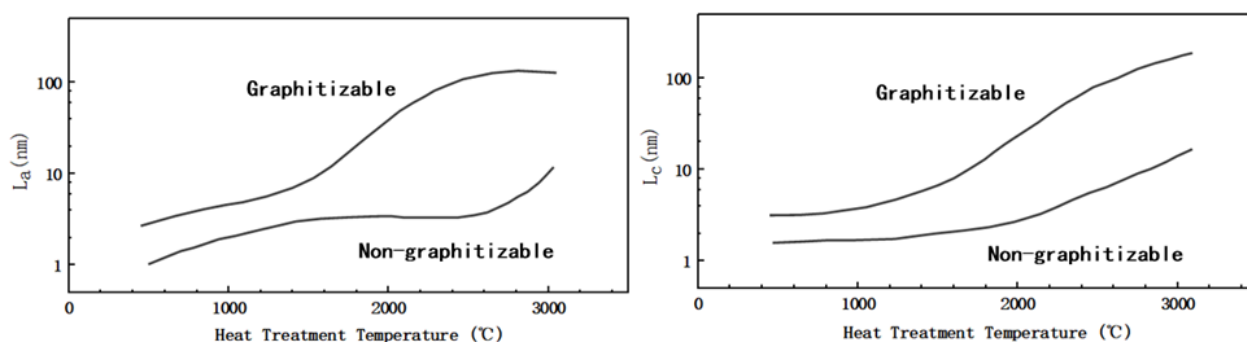 100
10
1
La(nm)
Graphitizable
Non-graphitizable
0
1000
2000
3000
Heat Treatment Temperature (℃)
100
10
1
Lc(nm)
Graphitizable
Non-graphitizable
0
1000
2000
3000
Heat Treatment Temperature (℃)